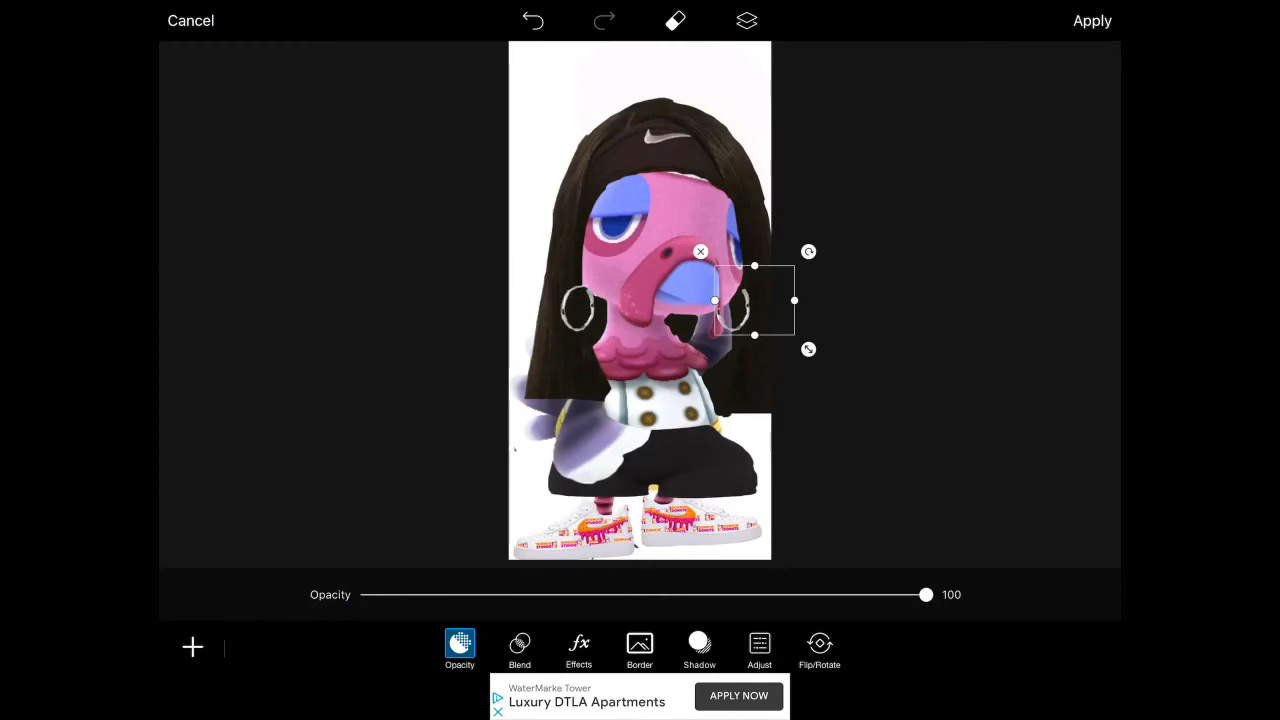 Cancel
Apply
Opacity
100
Opacity
Blend
fx
Effects
Border
Shadow
Adjust
Flip/Rotate
WaterMarke Tower
Luxury DTLA Apartments
APPLY NOW